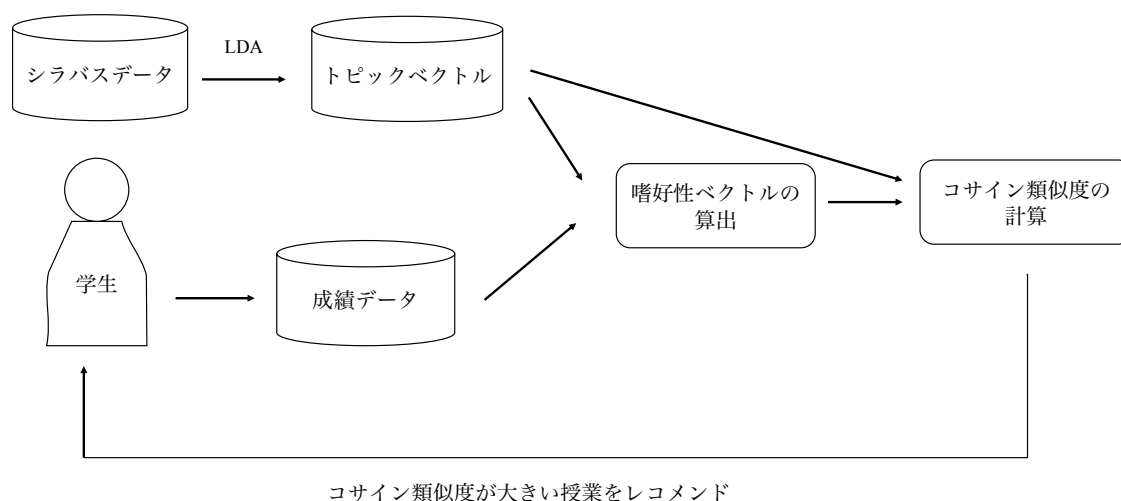 シラバスデータ
LDA
トピックベクトル
嗜好性ベクトルの
算出
コサイン類似度の
計算
学生
成績データ
コサイン類似度が大きい授業をレコメンド